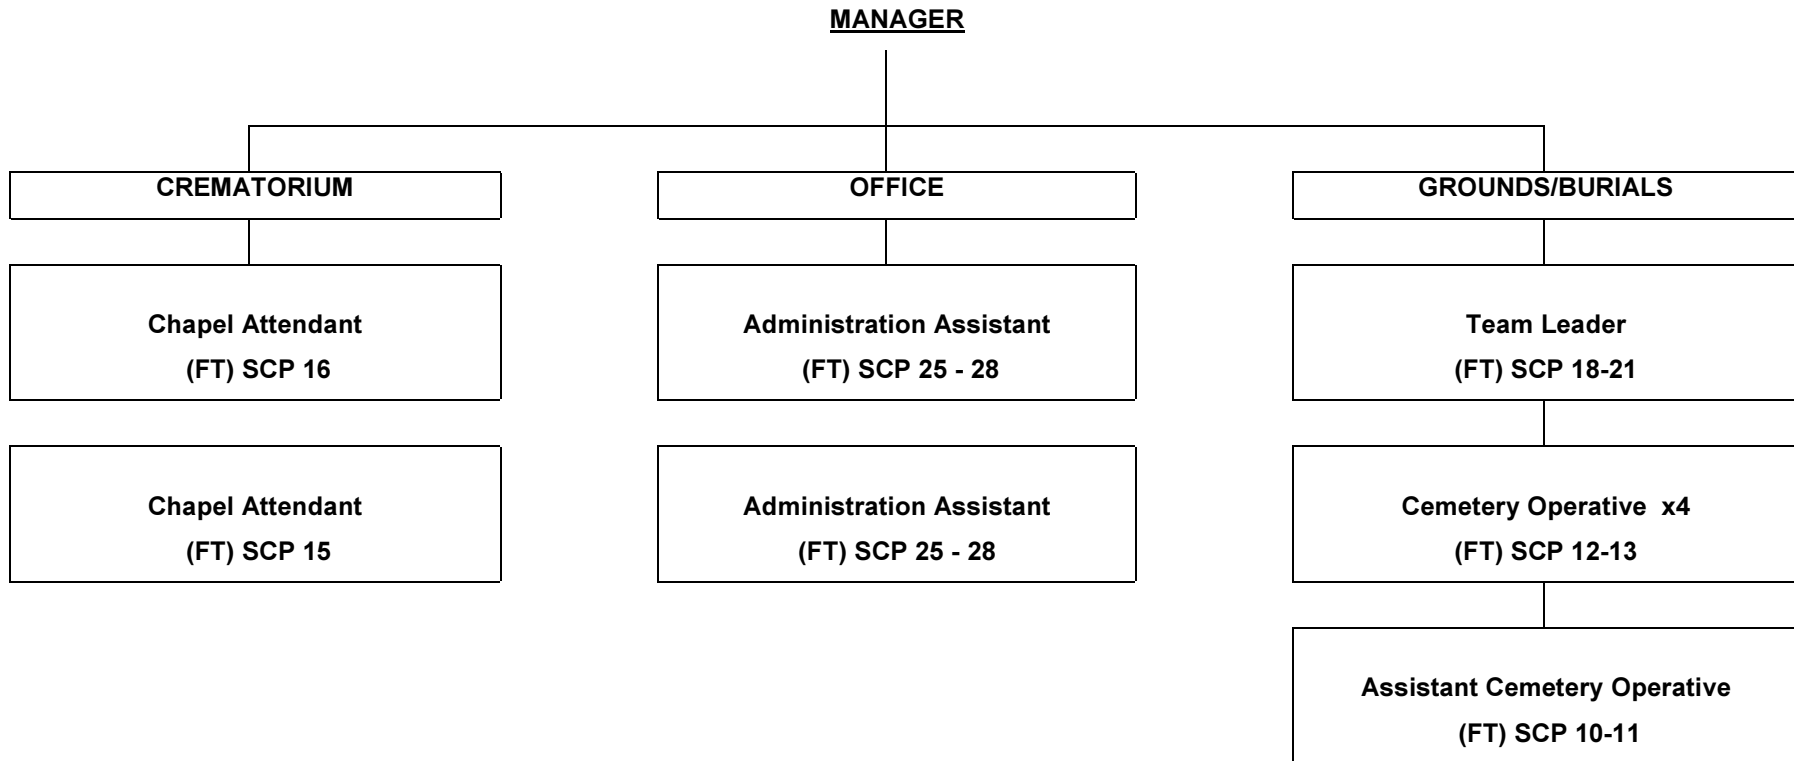 MANAGER
CREMATORIUM
OFFICE
GROUNDS/BURIALS
Chapel Attendant
(FT) SCP 16
Administration Assistant
(FT) SCP 25 - 28
Team Leader
(FT) SCP 18-21
Chapel Attendant
(FT) SCP 15
Administration Assistant
(FT) SCP 25 - 28
Cemetery Operative  x4
(FT) SCP 12-13
Assistant Cemetery Operative
(FT) SCP 10-11